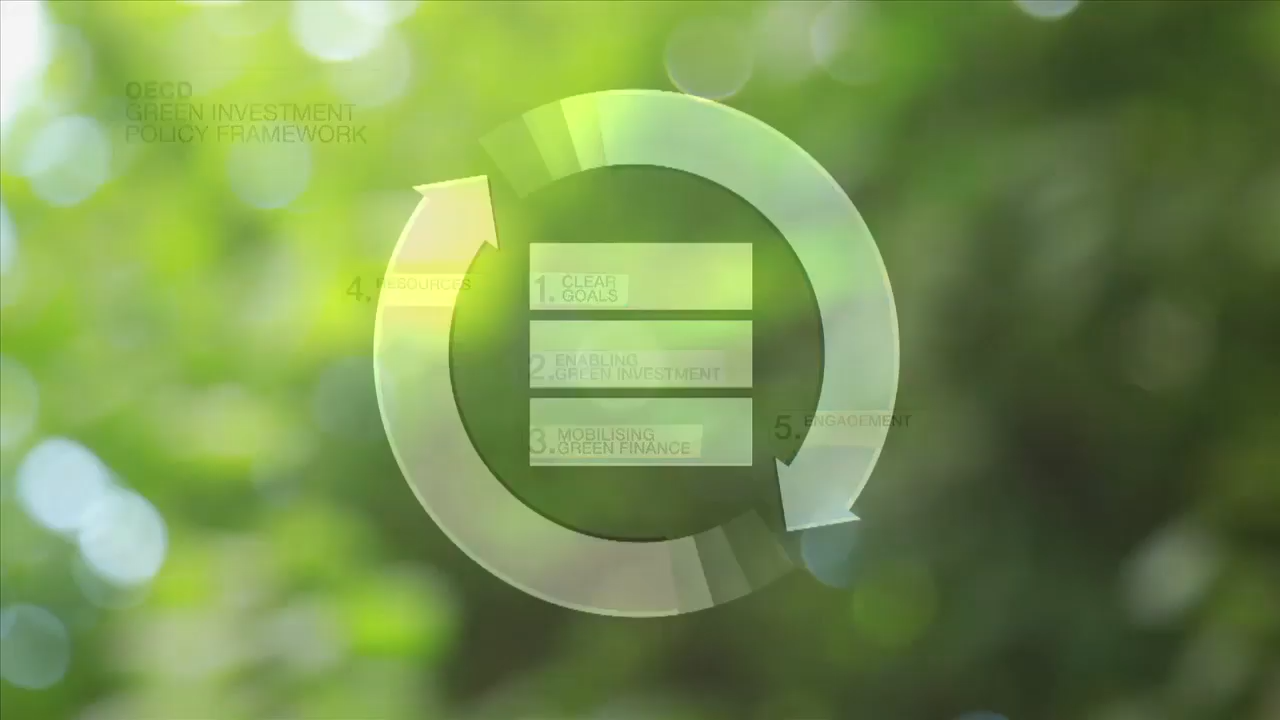 OECD
GREEN INVESTMENT
POLICY FRAMEWORK
4. RESOURCES
1. CLEAR
GOALS
2. ENABLING
GREEN INVESTMENT
3. MOBILISING
GREEN FINANCE
5. ENGAGEMENT